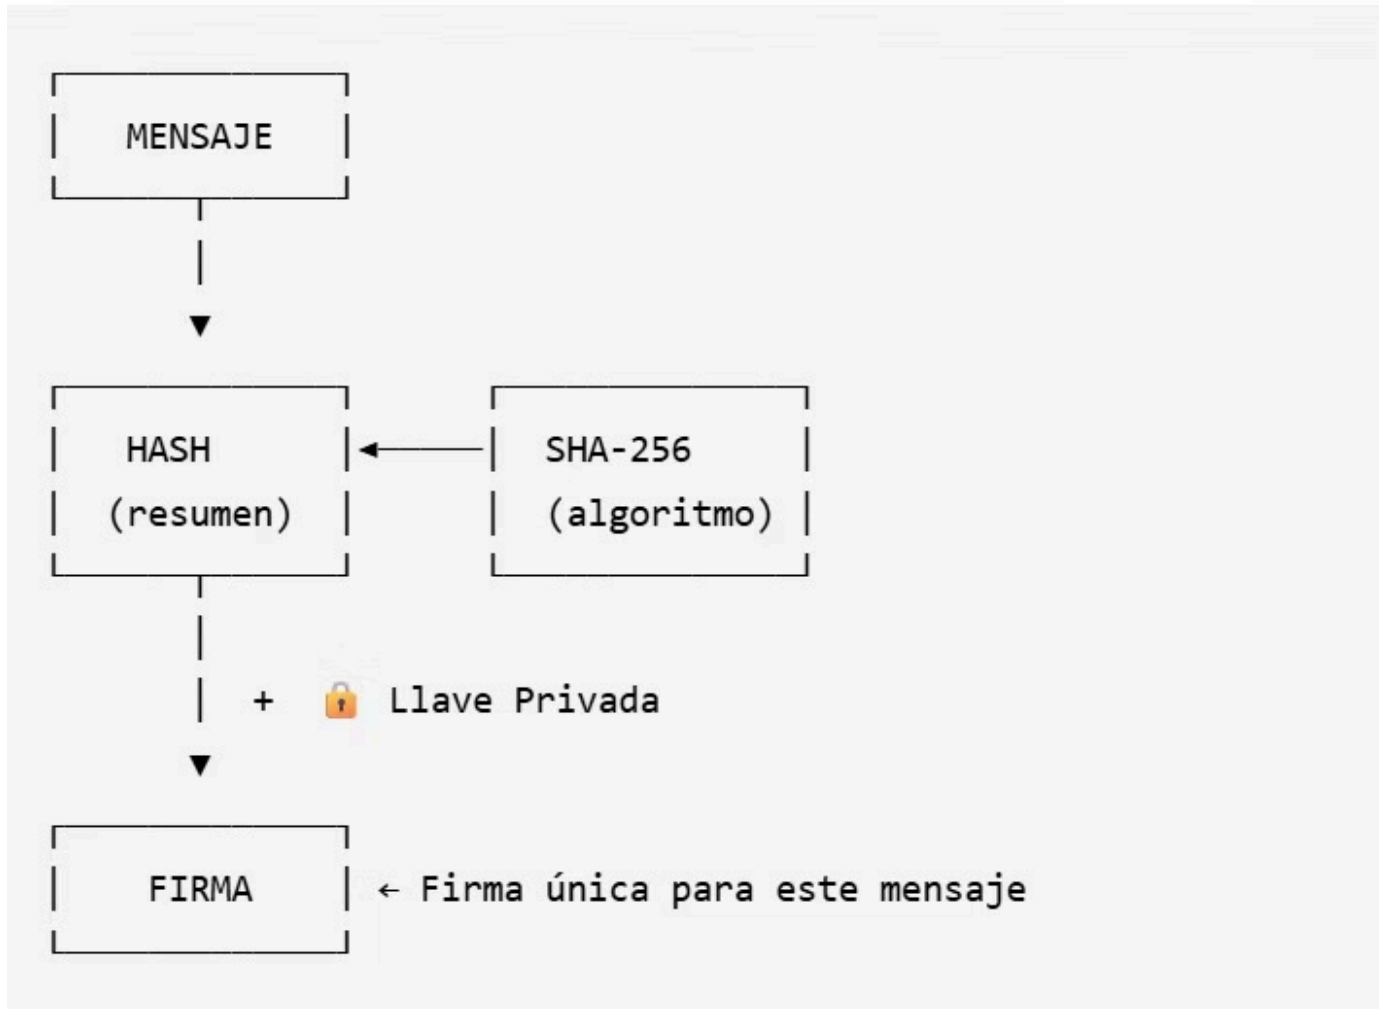 MENSAJE
HASH
(resumen)
SHA-256
(algoritmo)
+ 🔒 Llave Privada
FIRMA
← Firma única para este mensaje